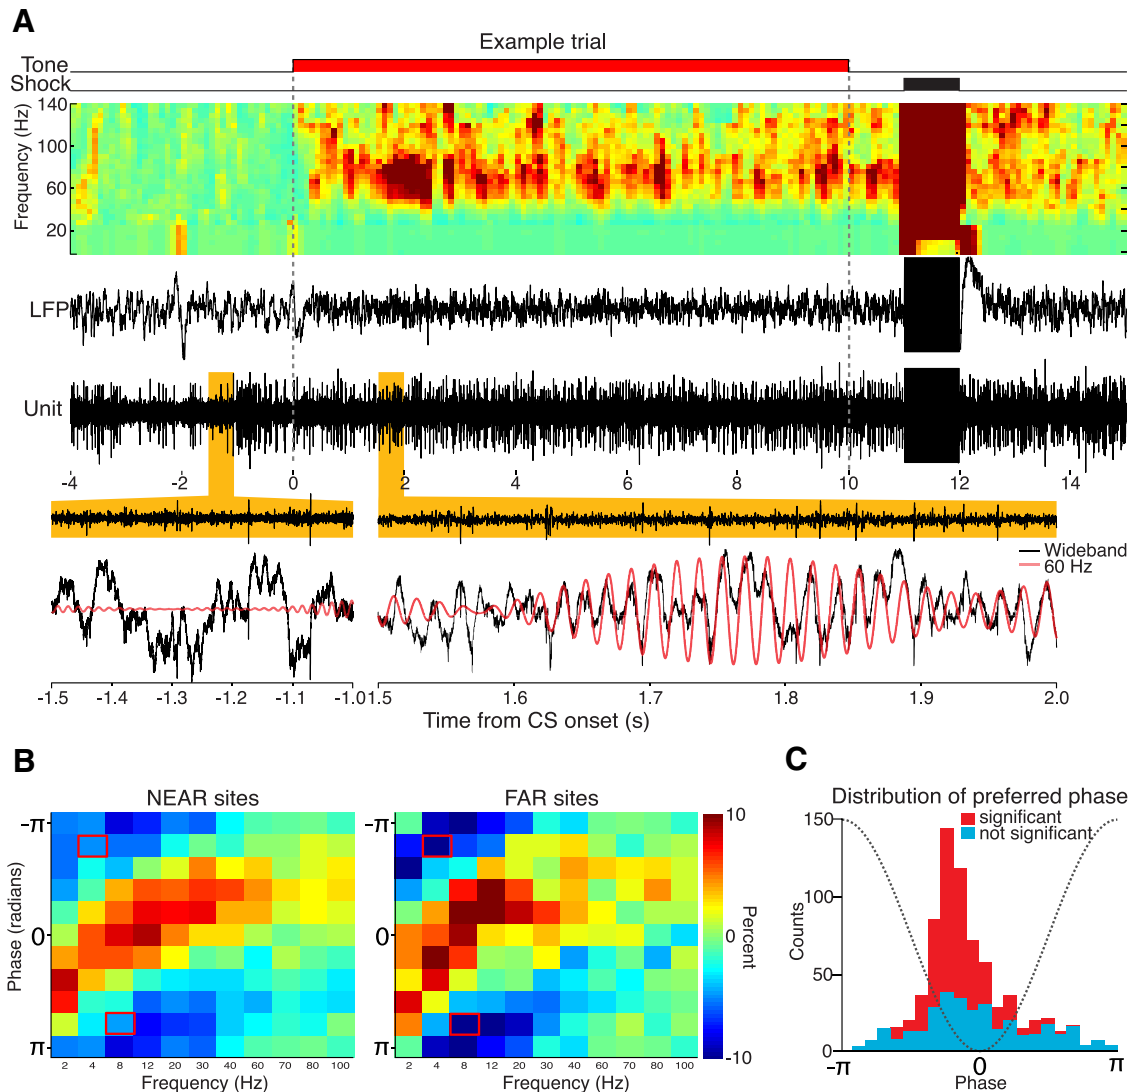 A
Example trial
Tone
Shock
Frequency (Hz)
140
100
60
20
LFP
Unit
-4 -2 0 2 4 6 8 10 12 14
Wideband
60 Hz
-1.5 -1.4 -1.3 -1.2 -1.1 -1.0 1.5 1.6 1.7 1.8 1.9 2.0
Time from CS onset (s)
B
NEAR sites
FAR sites
Phase (radians)
-π
0
π
2 4 8 12 20 30 40 60 70 80 100
Frequency (Hz)
2 4 8 12 20 30 40 60 70 80 100
Frequency (Hz)
10
0
-10
Percent
C
Distribution of preferred phase
significant
not significant
Counts
150
100
50
0
-π 0 π
Phase